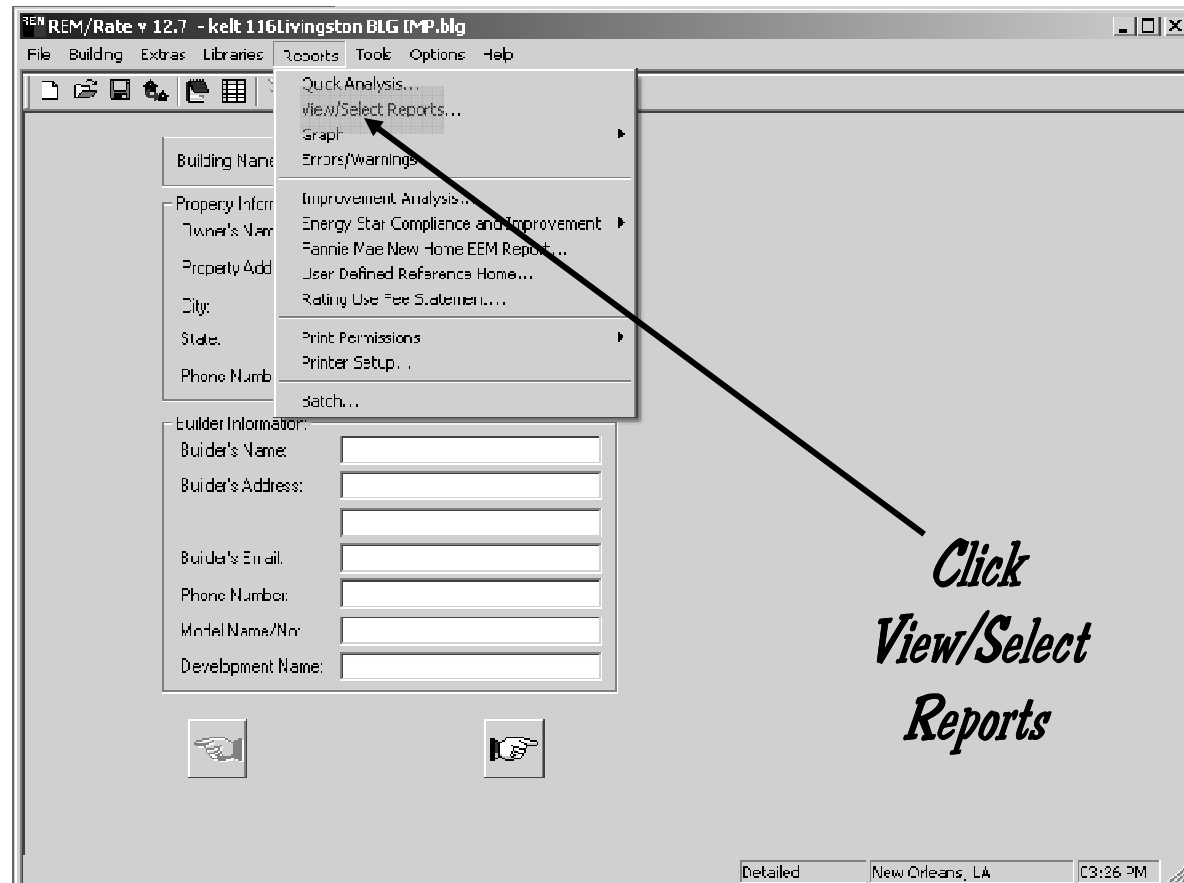 REM/Rate v 12.7 - kelt 116Livingston BLG IMP.blg
File Building Extras Libraries Reports Tools Options Help
Quick Analysis...
View/Select Reports...
Graph
Errors/Warnings
Improvement Analysis...
Energy Star Compliance and Improvement
Fannie Mae New Home EEM Report...
User Defined Reference Home...
Rating Use Fee Statement...
Print Permissions
Printer Setup...
Batch...
Building Name
Property Inform
Owner's Nam
Property Add
City:
State:
Phone Numb
Builder Information:
Builder's Name:
Builder's Address:
Builder's Email:
Phone Number:
Model Name/No:
Development Name:
Click
View/Select
Reports
Detailed New Orleans, LA 03:26 PM